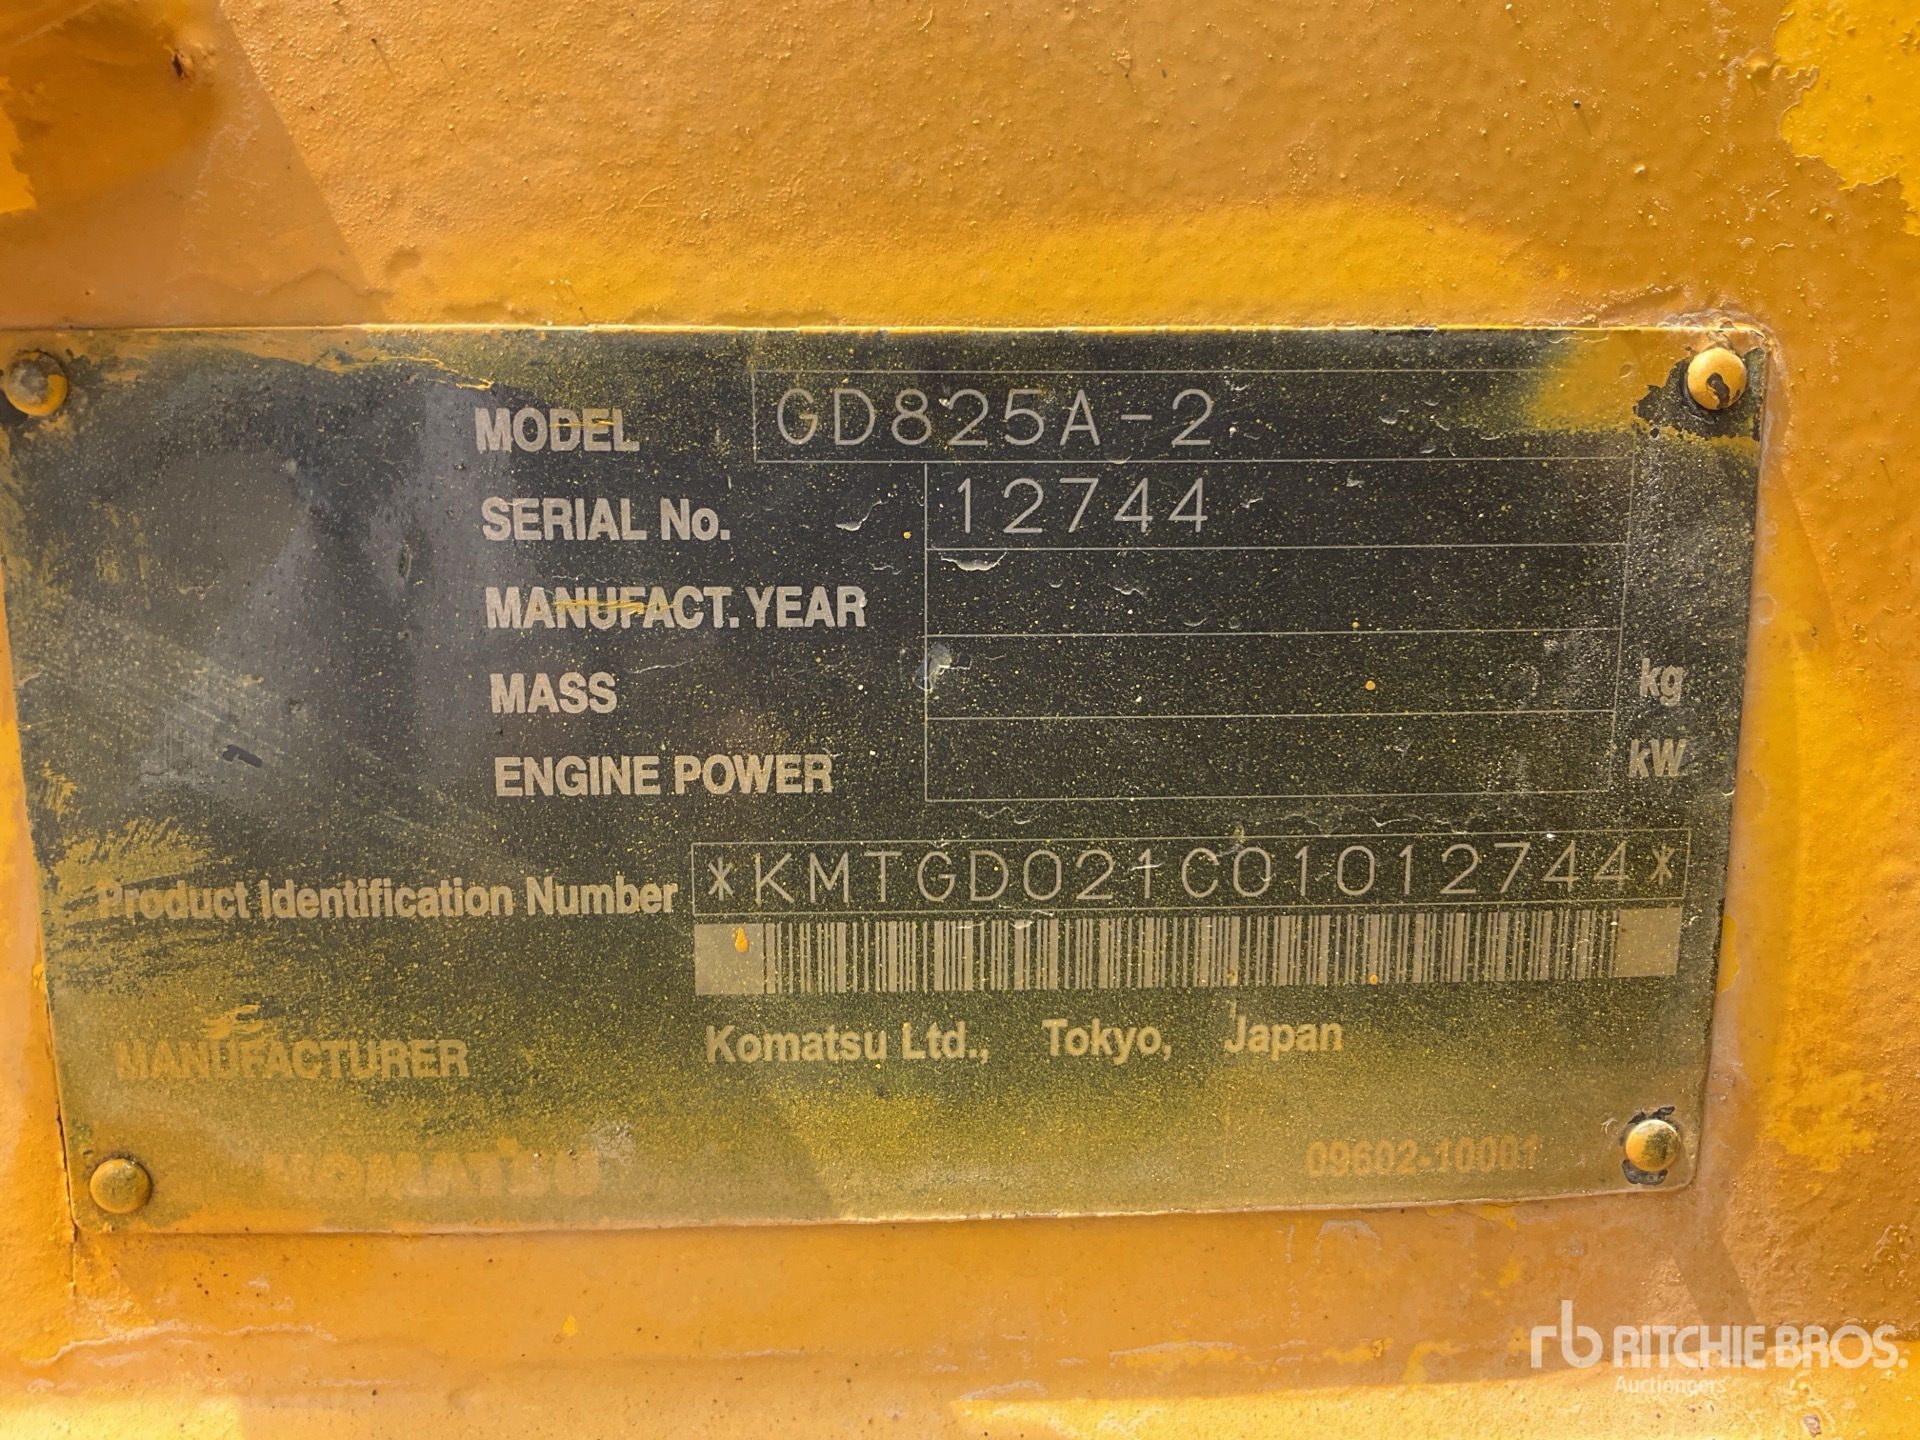 MODEL GD825A-2
SERIAL No. 12744
MANUFACT. YEAR
MASS kg
ENGINE POWER kW
Product Identification Number *KMTGD021C01012744*
MANUFACTURER Komatsu Ltd., Tokyo, Japan
KOMATSU 09602-10001
rb RITCHIE BROS.
Auctioneers